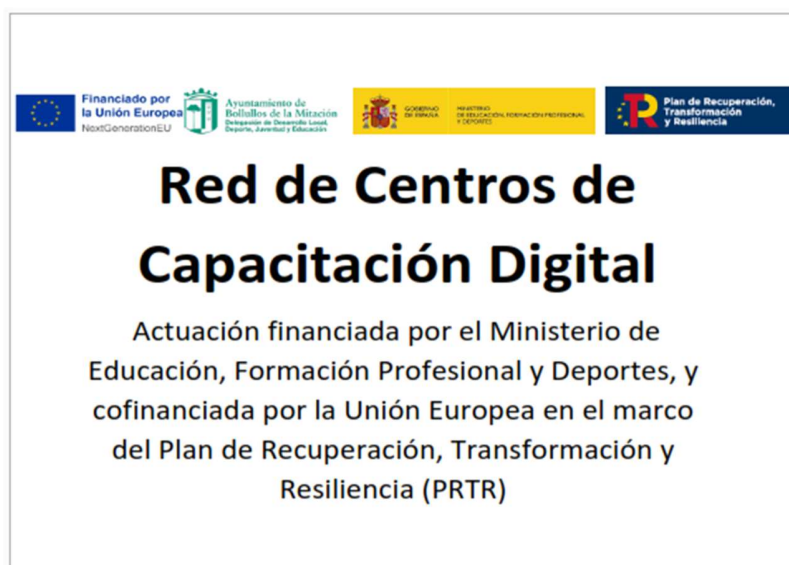 Financiado por
la Unión Europea
NextGenerationEU
Ayuntamiento de
Bollullos de la Mitación
Delegación de Desarrollo Local,
Deporte, Juventud y Educación
GOBIERNO
DE ESPAÑA
MINISTERIO
DE EDUCACIÓN, FORMACIÓN PROFESIONAL
Y DEPORTES
Plan de Recuperación,
Transformación
y Resiliencia
Red de Centros de
Capacitación Digital
Actuación financiada por el Ministerio de
Educación, Formación Profesional y Deportes, y
cofinanciada por la Unión Europea en el marco
del Plan de Recuperación, Transformación y
Resiliencia (PRTR)